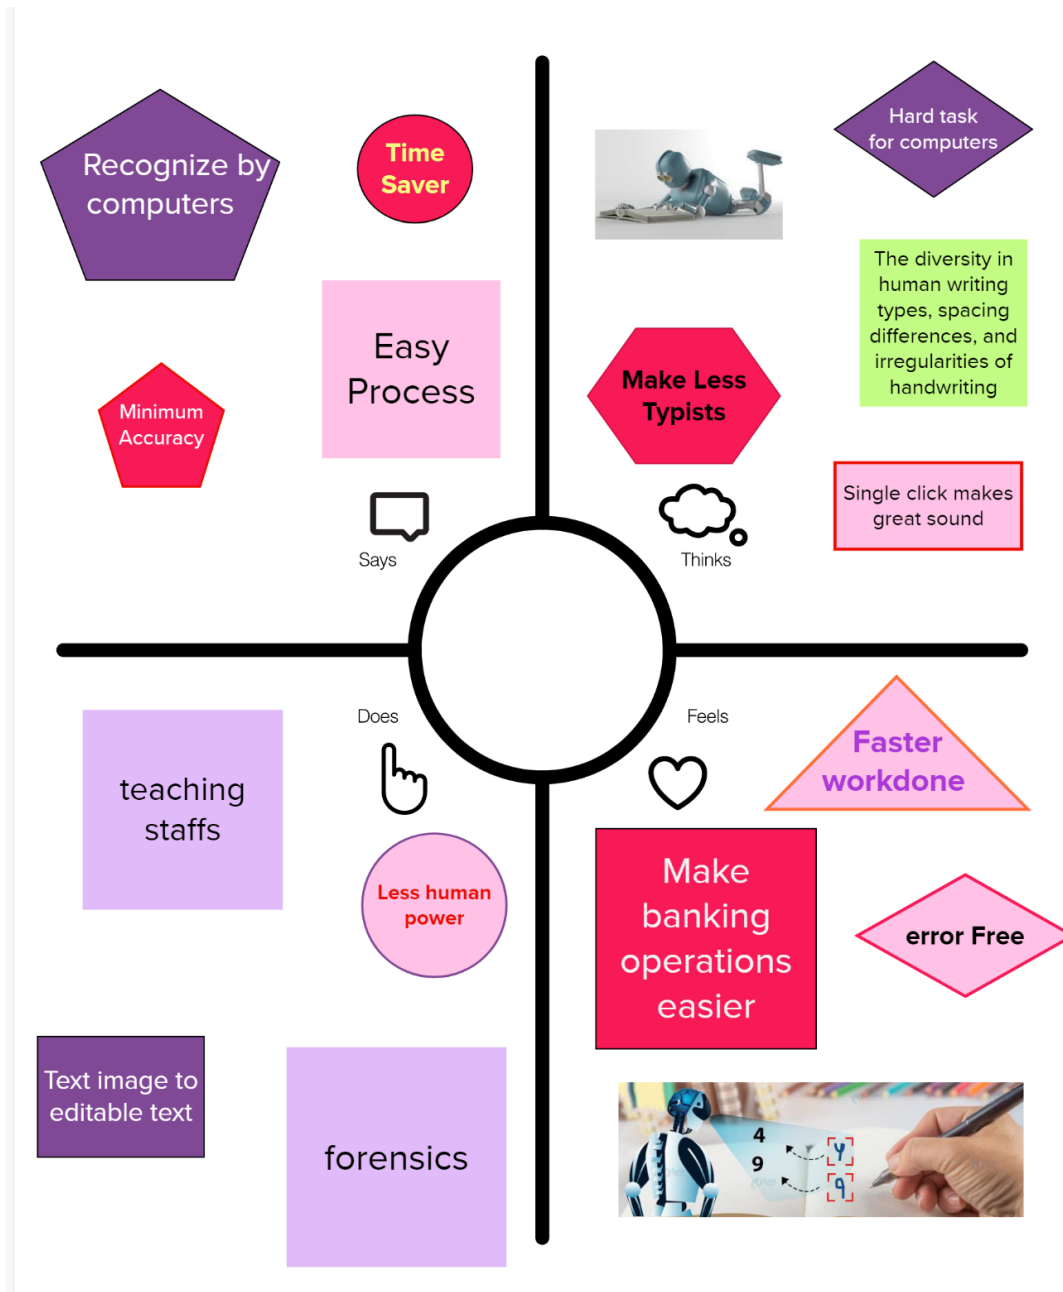 Recognize by
computers
Time
Saver
Easy
Process
Minimum
Accuracy
Says
Hard task
for computers
The diversity in
human writing
types, spacing
differences, and
irregularities of
handwriting
Make Less
Typists
Single click makes
great sound
Thinks
Does
teaching
staffs
Less human
power
Text image to
editable text
forensics
Feels
Faster
workdone
Make
banking
operations
easier
error Free
4
9
4
9